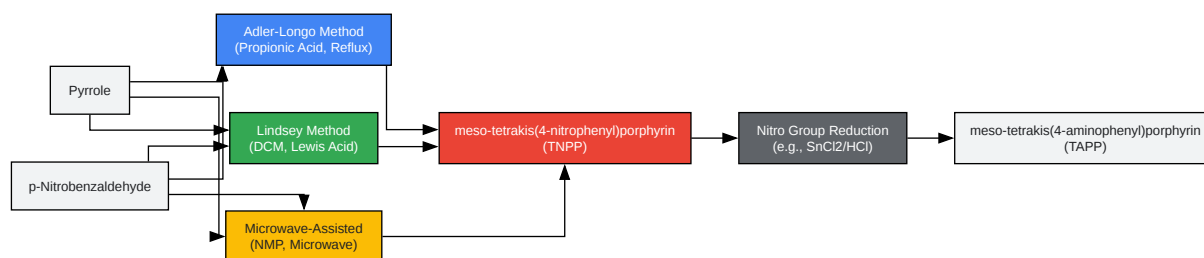 Adler-Longo Method
(Propionic Acid, Reflux)
Pyrrole
Lindsey Method
(DCM, Lewis Acid)
meso-tetrakis(4-nitrophenyl)porphyrin
(TNPP)
Nitro Group Reduction
(e.g., SnCl2/HCl)
meso-tetrakis(4-aminophenyl)porphyrin
(TAPP)
p-Nitrobenzaldehyde
Microwave-Assisted
(NMP, Microwave)